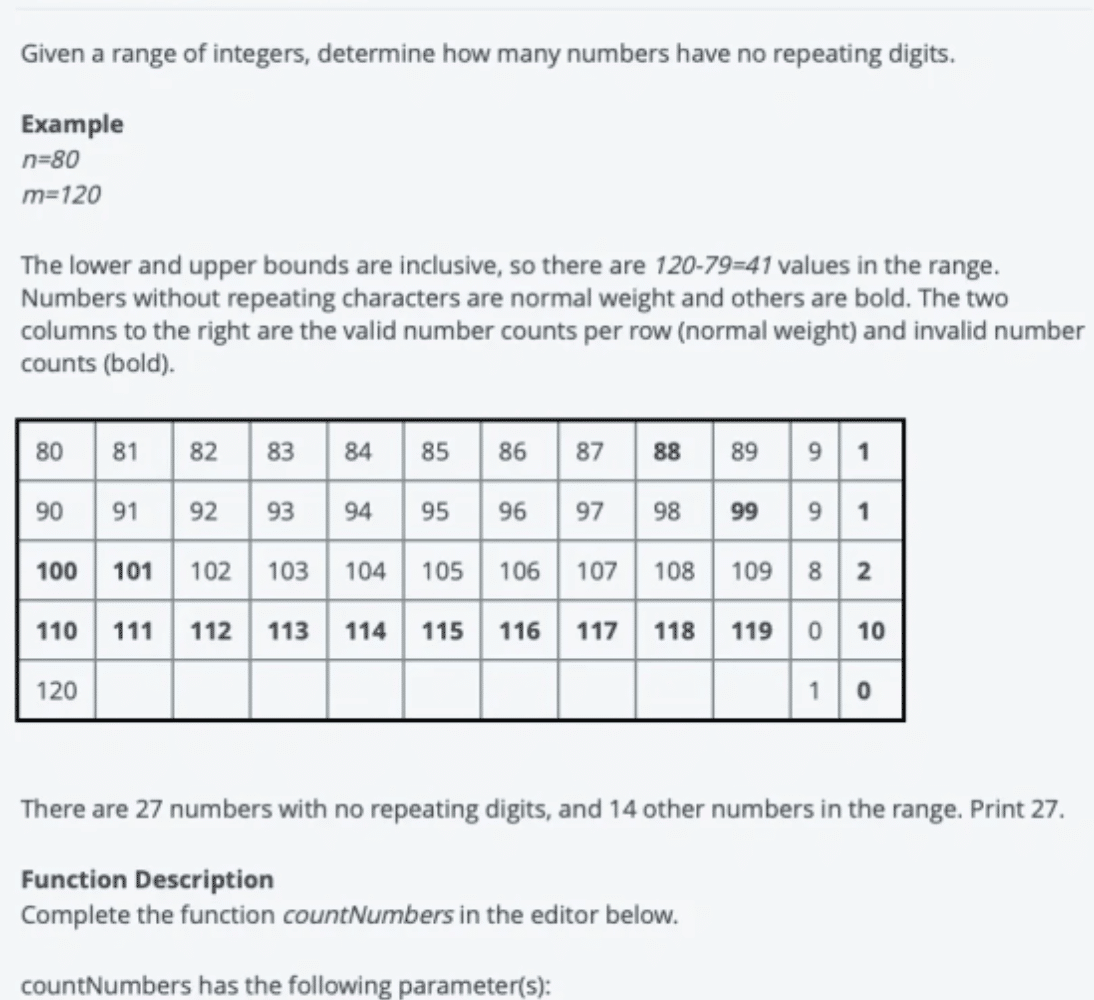 Given a range of integers, determine how many numbers have no repeating digits.
Example
n=80
m=120
The lower and upper bounds are inclusive, so there are 120-79=41 values in the range.
Numbers without repeating characters are normal weight and others are bold. The two
columns to the right are the valid number counts per row (normal weight) and invalid number
counts (bold).
80 81 82 83 84 85 86 87 88 89 9 1
90 91 92 93 94 95 96 97 98 99 9 1
100 101 102 103 104 105 106 107 108 109 8 2
110 111 112 113 114 115 116 117 118 119 0 10
120 1 0
There are 27 numbers with no repeating digits, and 14 other numbers in the range. Print 27.
Function Description
Complete the function countNumbers in the editor below.
countNumbers has the following parameter(s):